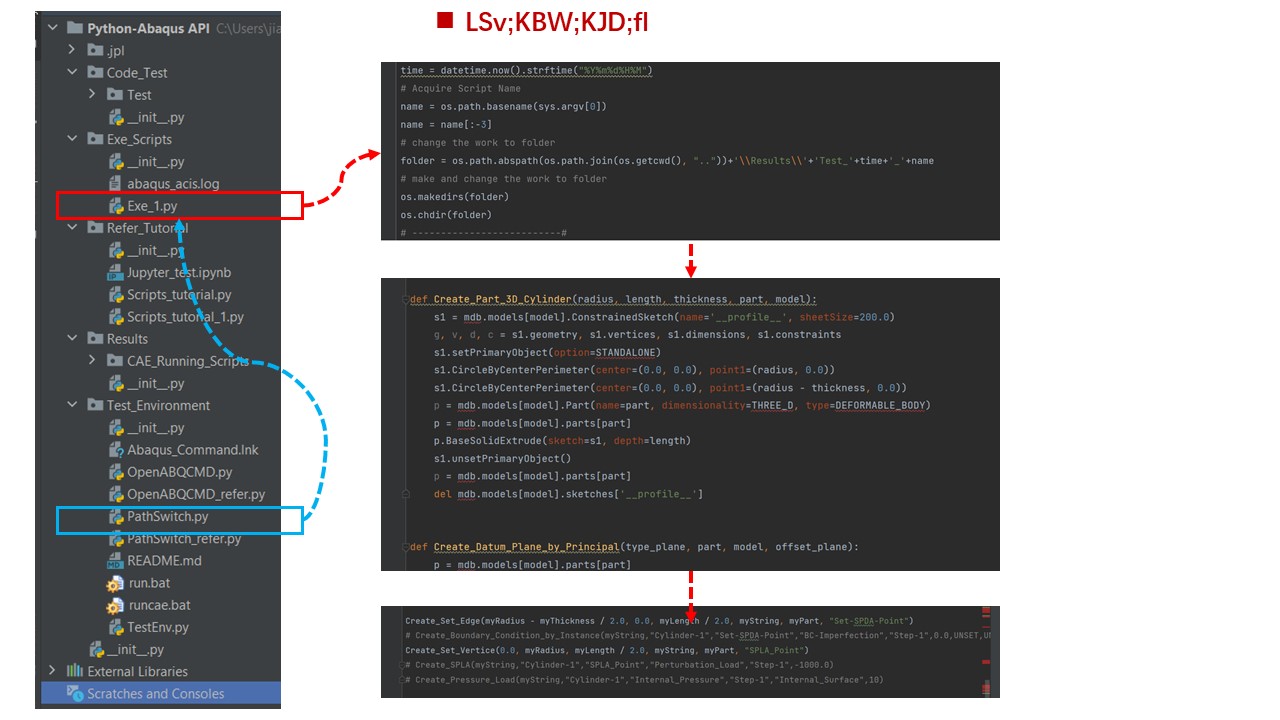 LSv;KBW;KJD;fl
Python-Abaqus API C:\Users\jia
.jpl
Code_Test
Test
__init__.py
Exe_Scripts
__init__.py
abaqus_acis.log
Exe_1.py
Refer_Tutorial
__init__.py
Jupyter_test.ipynb
Scripts_tutorial.py
Scripts_tutorial_1.py
Results
CAE_Running_Scripts
__init__.py
Test_Environment
__init__.py
Abaqus_Command.lnk
OpenABQCMD.py
OpenABQCMD_refer.py
PathSwitch.py
PathSwitch_refer.py
README.md
run.bat
runcae.bat
TestEnv.py
__init__.py
External Libraries
Scratches and Consoles
time = datetime.now().strftime("%Y%m%d%H%M")
# Acquire Script Name
name = os.path.basename(sys.argv[0])
name = name[:-3]
# change the work to folder
folder = os.path.abspath(os.path.join(os.getcwd(), ".."))+'\\Results\\'+'Test_'+time+'_'+name
# make and change the work to folder
os.makedirs(folder)
os.chdir(folder)
# --------------------------#
def Create_Part_3D_Cylinder(radius, length, thickness, part, model):
s1 = mdb.models[model].ConstrainedSketch(name='__profile__', sheetSize=200.0)
g, v, d, c = s1.geometry, s1.vertices, s1.dimensions, s1.constraints
s1.setPrimaryObject(option=STANDALONE)
s1.CircleByCenterPerimeter(center=(0.0, 0.0), point1=(radius, 0.0))
s1.CircleByCenterPerimeter(center=(0.0, 0.0), point1=(radius - thickness, 0.0))
p = mdb.models[model].Part(name=part, dimensionality=THREE_D, type=DEFORMABLE_BODY)
p = mdb.models[model].parts[part]
p.BaseSolidExtrude(sketch=s1, depth=length)
s1.unsetPrimaryObject()
p = mdb.models[model].parts[part]
del mdb.models[model].sketches['__profile__']
def Create_Datum_Plane_by_Principal(type_plane, part, model, offset_plane):
p = mdb.models[model].parts[part]
Create_Set_Edge(myRadius - myThickness / 2.0, 0.0, myLength / 2.0, myString, myPart, "Set-SPDA-Point")
# Create_Boundary_Condition_by_Instance(myString,"Cylinder-1","Set-SPDA-Point","BC-Imperfection","Step-1",0.0,UNSET,UN
Create_Set_Vertice(0.0, myRadius, myLength / 2.0, myString, myPart, "SPLA_Point")
# Create_SPLA(myString,"Cylinder-1","SPLA_Point","Perturbation_Load","Step-1",-1000.0)
# Create_Pressure_Load(myString,"Cylinder-1","Internal_Pressure","Step-1","Internal_Surface",10)